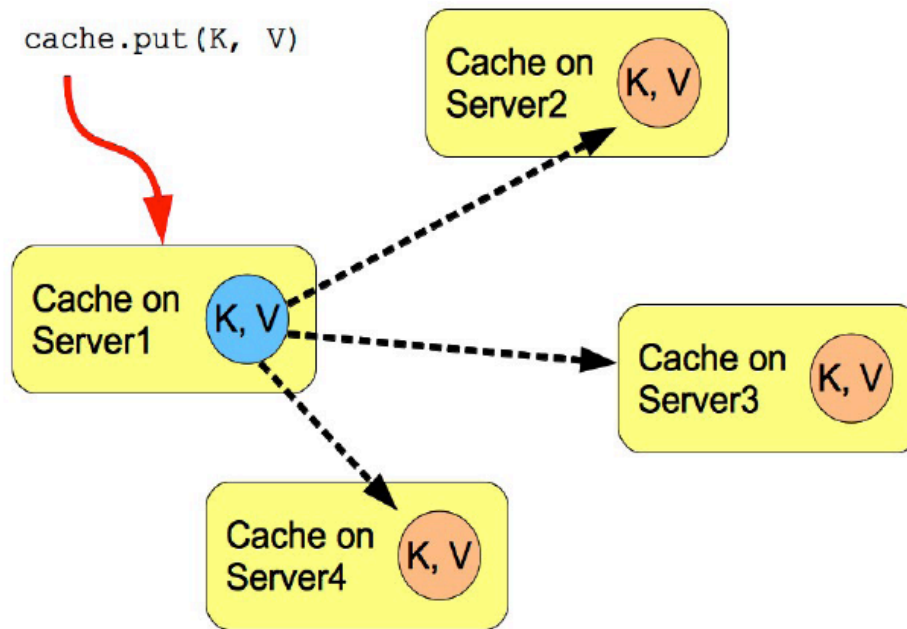 cache.put(K, V)
Cache on
Server2
K, V
Cache on
Server1
K, V
Cache on
Server3
K, V
Cache on
Server4
K, V